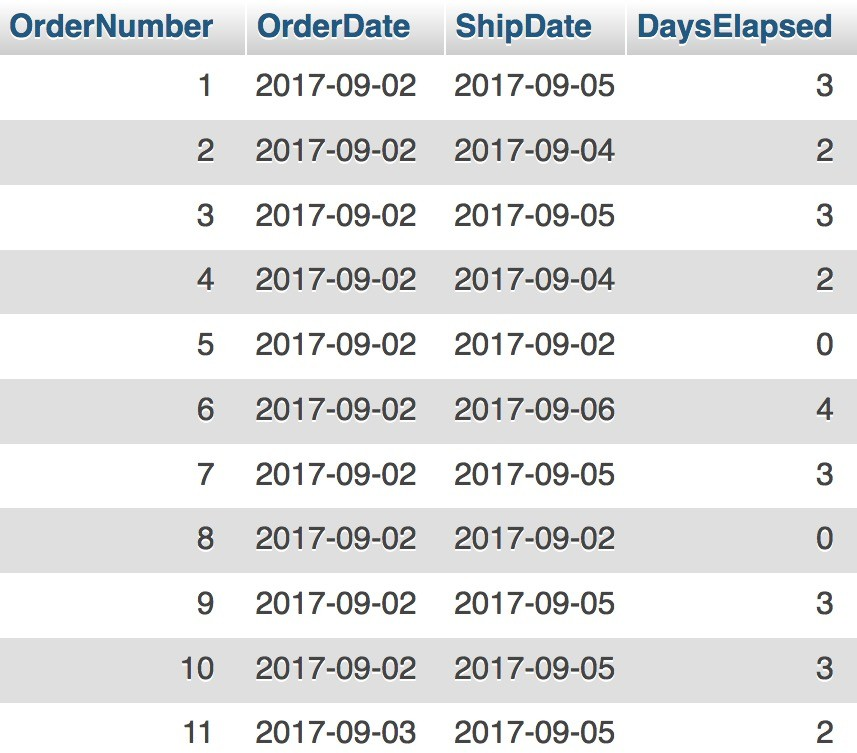 OrderNumber OrderDate ShipDate DaysElapsed
1 2017-09-02 2017-09-05 3
2 2017-09-02 2017-09-04 2
3 2017-09-02 2017-09-05 3
4 2017-09-02 2017-09-04 2
5 2017-09-02 2017-09-02 0
6 2017-09-02 2017-09-06 4
7 2017-09-02 2017-09-05 3
8 2017-09-02 2017-09-02 0
9 2017-09-02 2017-09-05 3
10 2017-09-02 2017-09-05 3
11 2017-09-03 2017-09-05 2